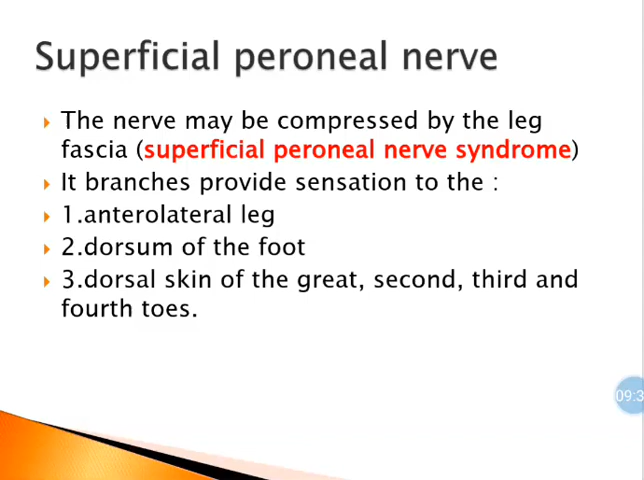 Superficial peroneal nerve
The nerve may be compressed by the leg
fascia (superficial peroneal nerve syndrome)
It branches provide sensation to the :
1.anterolateral leg
2.dorsum of the foot
3.dorsal skin of the great, second, third and
fourth toes.
09:3